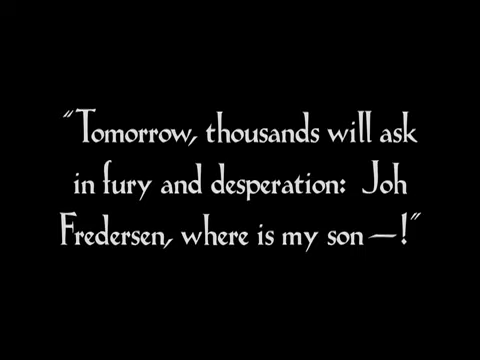 "Tomorrow, thousands will ask
in fury and desperation: Joh
Fredersen, where is my son—!"